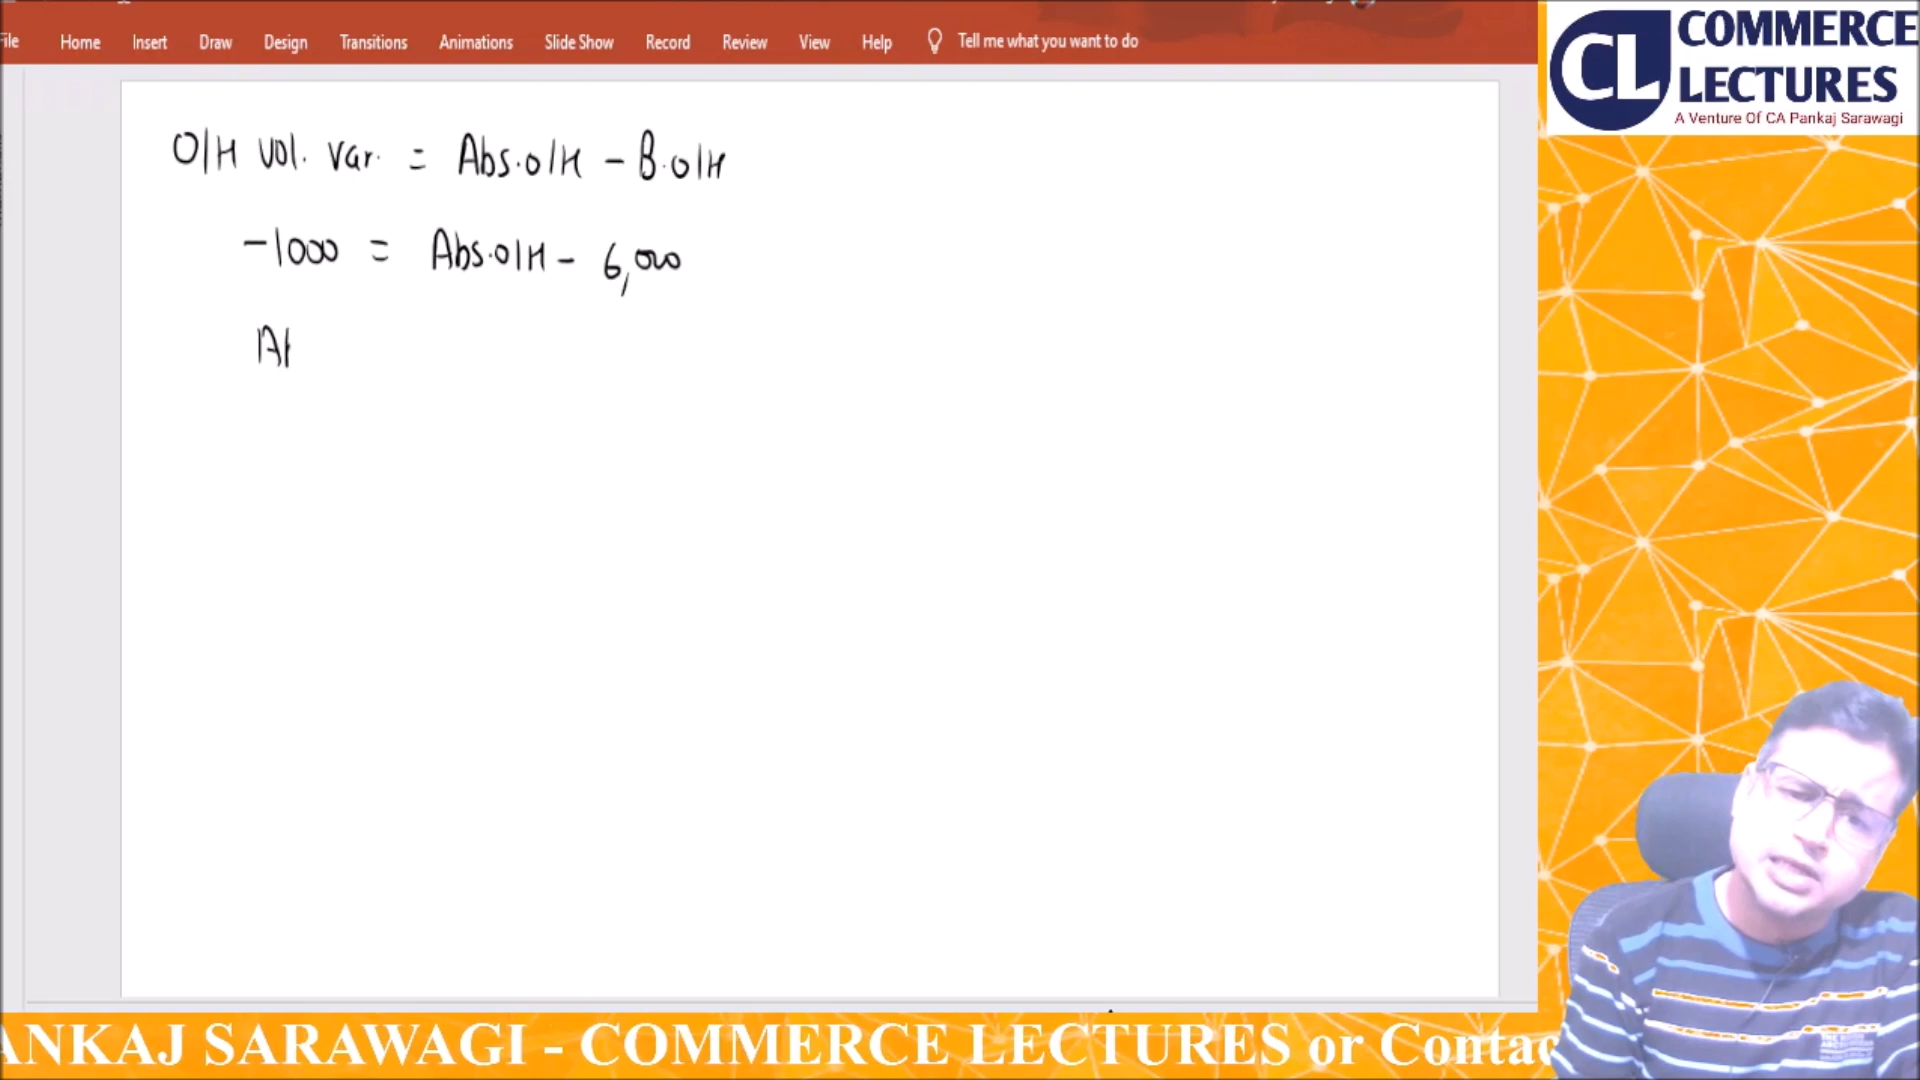 File Home Insert Draw Design Transitions Animations Slide Show Record Review View Help Tell me what you want to do
CL COMMERCE
LECTURES
A Venture Of CA Pankaj Sarawagi
O/H Vol. Var. = Abs.O/H - B.O/H
-1000 = Abs.O/H - 6,000
ANKAJ SARAWAGI - COMMERCE LECTURES or Contac